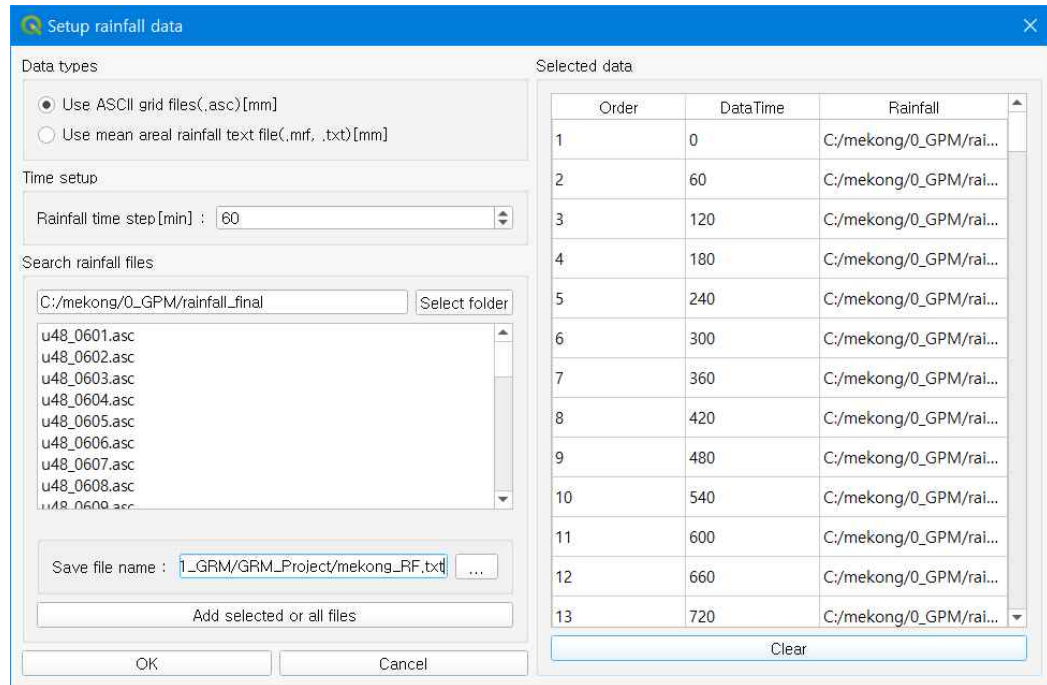 Setup rainfall data
Data types
Use ASCII grid files(.asc)[mm]
Use mean areal rainfall text file(.mrf, .txt)[mm]
Time setup
Rainfall time step[min] : 60
Search rainfall files
C:/mekong/0_GPM/rainfall_final Select folder
u48_0601.asc
u48_0602.asc
u48_0603.asc
u48_0604.asc
u48_0605.asc
u48_0606.asc
u48_0607.asc
u48_0608.asc
u48_0609.asc
Save file name : 1_GRM/GRM_Project/mekong_RF.txt ...
Add selected or all files
OK Cancel
Selected data
Order DataTime Rainfall
1 0 C:/mekong/0_GPM/rai...
2 60 C:/mekong/0_GPM/rai...
3 120 C:/mekong/0_GPM/rai...
4 180 C:/mekong/0_GPM/rai...
5 240 C:/mekong/0_GPM/rai...
6 300 C:/mekong/0_GPM/rai...
7 360 C:/mekong/0_GPM/rai...
8 420 C:/mekong/0_GPM/rai...
9 480 C:/mekong/0_GPM/rai...
10 540 C:/mekong/0_GPM/rai...
11 600 C:/mekong/0_GPM/rai...
12 660 C:/mekong/0_GPM/rai...
13 720 C:/mekong/0_GPM/rai...
Clear